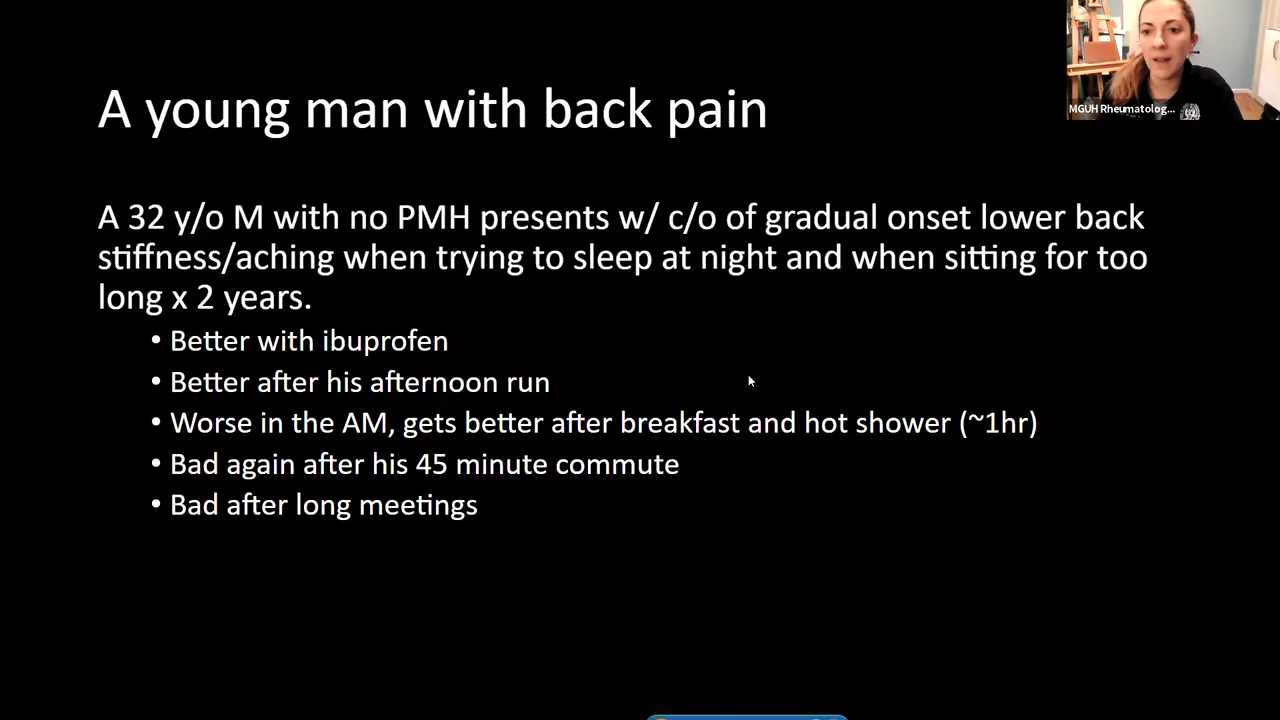 A young man with back pain
MGUH Rheumatolog...
A 32 y/o M with no PMH presents w/ c/o of gradual onset lower back
stiffness/aching when trying to sleep at night and when sitting for too
long x 2 years.
• Better with ibuprofen
• Better after his afternoon run
• Worse in the AM, gets better after breakfast and hot shower (~1hr)
• Bad again after his 45 minute commute
• Bad after long meetings